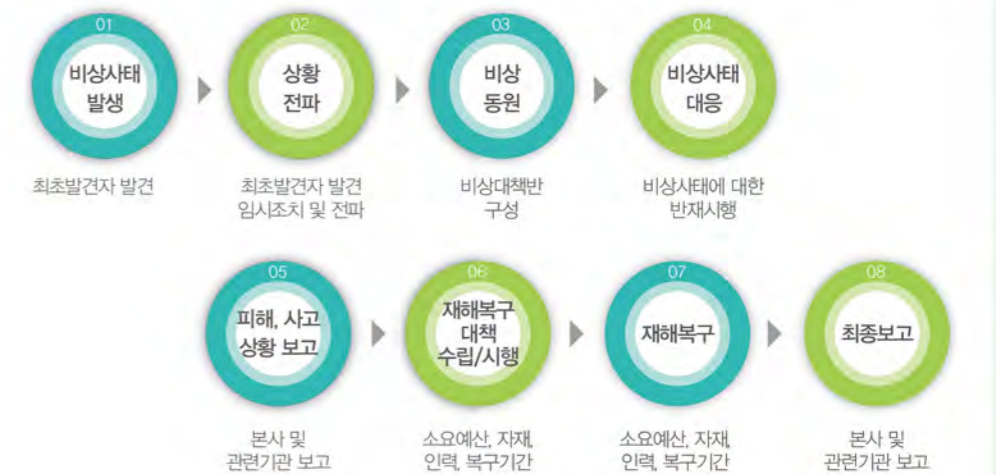 01
비상사태
발생
최초발견자 발견
02
상황
전파
최초발견자 발견
임시조치 및 전파
03
비상
동원
비상대책반
구성
04
비상사태
대응
비상사태에 대한
반재시행
05
피해, 사고
상황 보고
본사 및
관련기관 보고
06
재해복구
대책
수립/시행
소요예산, 자재,
인력, 복구기간
07
재해복구
소요예산, 자재,
인력, 복구기간
08
최종보고
본사 및
관련기관 보고